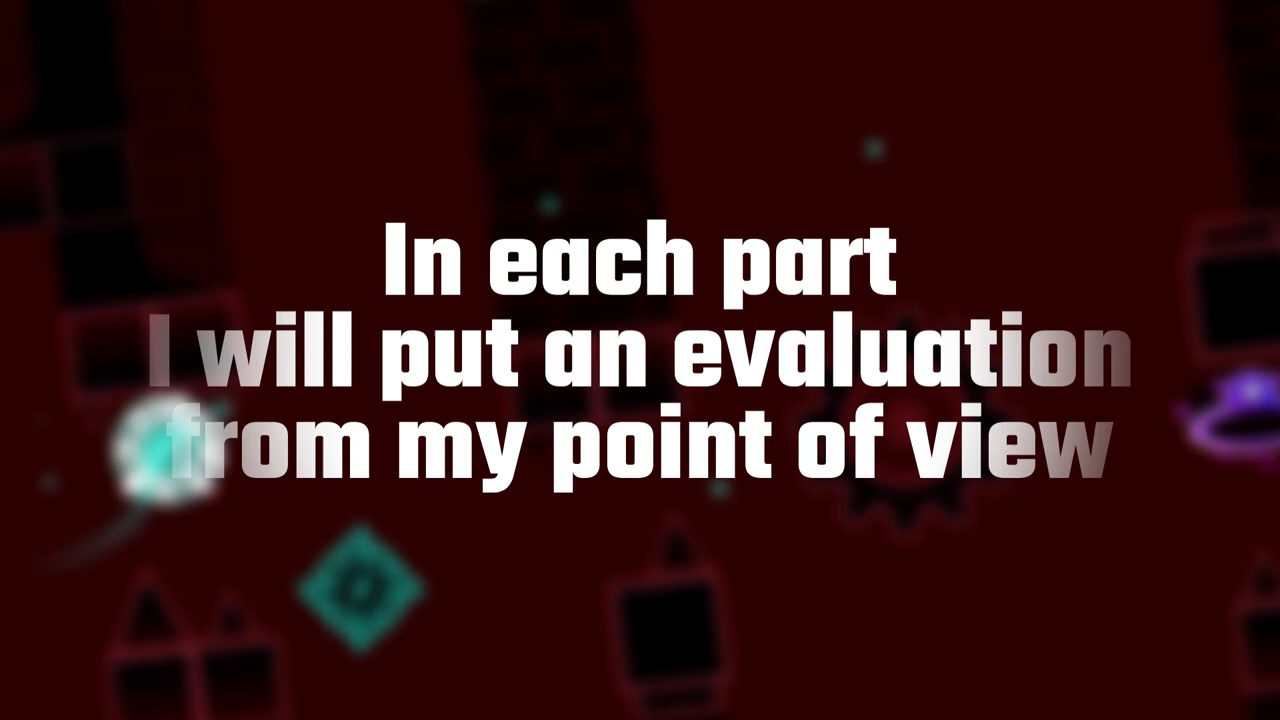 In each part
I will put an evaluation
from my point of view